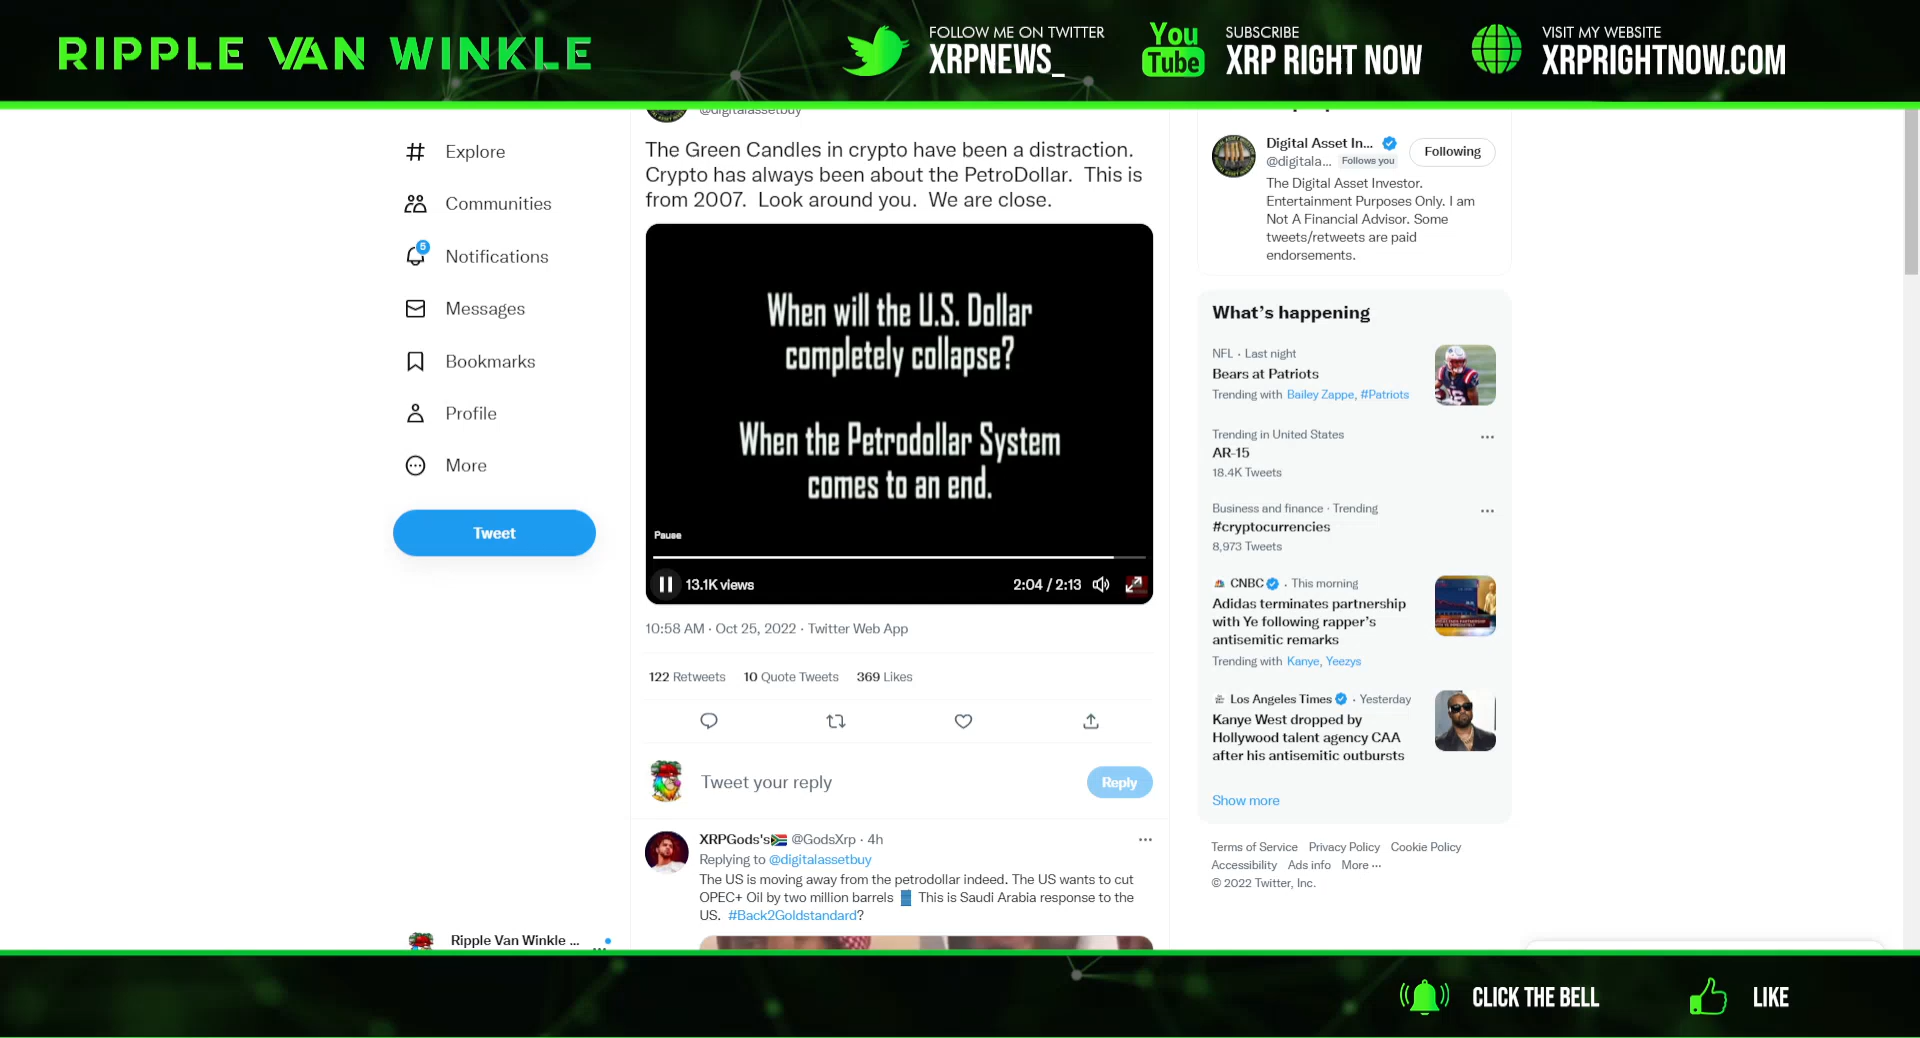 RIPPLE VAN WINKLE
FOLLOW ME ON TWITTER
XRPNEWS_
You
Tube
SUBSCRIBE
XRP RIGHT NOW
VISIT MY WEBSITE
XRPRIGHTNOW.COM
Explore
Communities
5
Notifications
Messages
Bookmarks
Profile
More
Tweet
Ripple Van Winkle ...
@digitalassetbuy
The Green Candles in crypto have been a distraction.
Crypto has always been about the PetroDollar. This is
from 2007. Look around you. We are close.
When will the U.S. Dollar
completely collapse?
When the Petrodollar System
comes to an end.
Pause
13.1K views
2:04 / 2:13
10:58 AM · Oct 25, 2022 · Twitter Web App
122 Retweets 10 Quote Tweets 369 Likes
Tweet your reply
Reply
XRPGods's @GodsXrp · 4h
Replying to @digitalassetbuy
The US is moving away from the petrodollar indeed. The US wants to cut
OPEC+ Oil by two million barrels This is Saudi Arabia response to the
US. #Back2Goldstandard?
Digital Asset In...
@digitala... Follows you
Following
The Digital Asset Investor.
Entertainment Purposes Only. I am
Not A Financial Advisor. Some
tweets/retweets are paid
endorsements.
What's happening
NFL · Last night
Bears at Patriots
Trending with Bailey Zappe, #Patriots
Trending in United States
AR-15
18.4K Tweets
Business and finance · Trending
#cryptocurrencies
8,973 Tweets
CNBC · This morning
Adidas terminates partnership
with Ye following rapper's
antisemitic remarks
Trending with Kanye, Yeezys
Los Angeles Times · Yesterday
Kanye West dropped by
Hollywood talent agency CAA
after his antisemitic outbursts
Show more
Terms of Service Privacy Policy Cookie Policy
Accessibility Ads info More ···
© 2022 Twitter, Inc.
CLICK THE BELL
LIKE